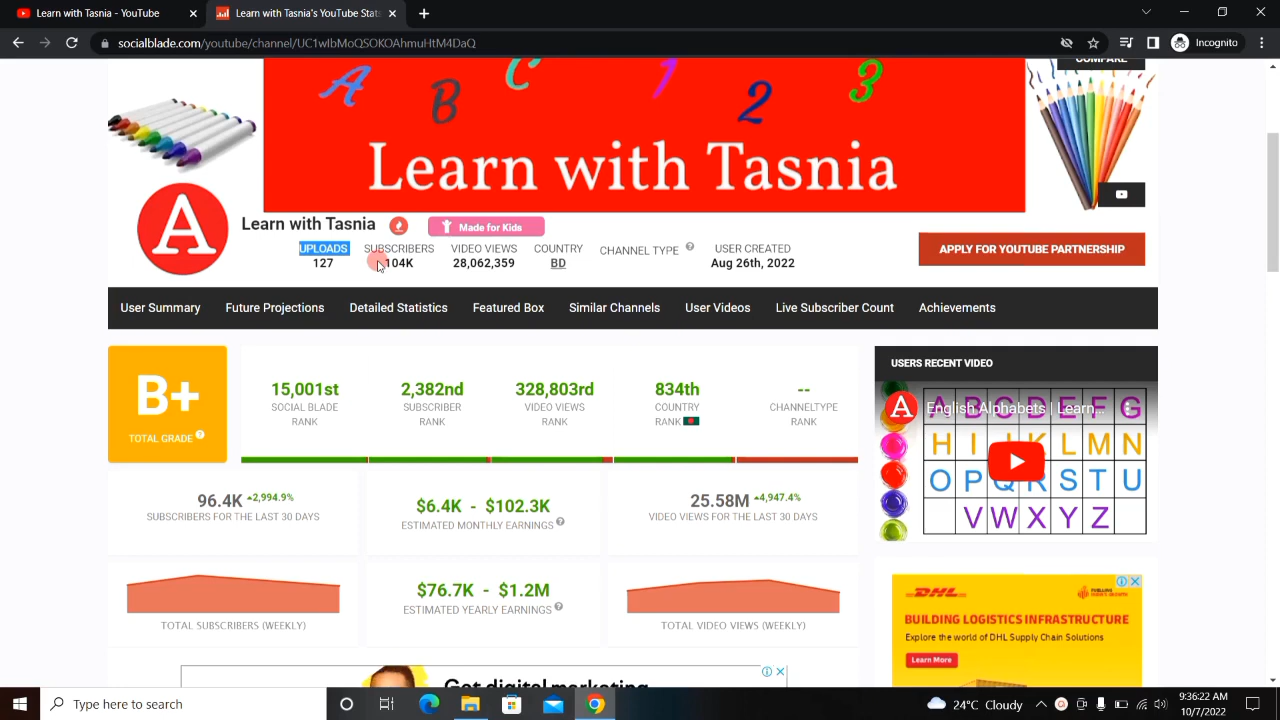 Learn with Tasnia - YouTube
Learn with Tasnia's YouTube Sta
socialblade.com/youtube/channel/UC1wIbMoQSOKOAhmuHtM4DaQ
Incognito
COMPARE
A B C 1 2 3
Learn with Tasnia
A
Learn with Tasnia
Made for Kids
UPLOADS SUBSCRIBERS VIDEO VIEWS COUNTRY CHANNEL TYPE ? USER CREATED
127 104K 28,062,359 BD Aug 26th, 2022
APPLY FOR YOUTUBE PARTNERSHIP
User Summary Future Projections Detailed Statistics Featured Box Similar Channels User Videos Live Subscriber Count Achievements
B+
TOTAL GRADE ?
15,001st 2,382nd 328,803rd 834th --
SOCIAL BLADE SUBSCRIBER VIDEO VIEWS COUNTRY CHANNELTYPE
RANK RANK RANK RANK RANK
96.4K 2,994.9%
SUBSCRIBERS FOR THE LAST 30 DAYS
$6.4K - $102.3K
ESTIMATED MONTHLY EARNINGS ?
25.58M 4,947.4%
VIDEO VIEWS FOR THE LAST 30 DAYS
TOTAL SUBSCRIBERS (WEEKLY)
$76.7K - $1.2M
ESTIMATED YEARLY EARNINGS ?
TOTAL VIDEO VIEWS (WEEKLY)
USERS RECENT VIDEO
A English Alphabets | Learn...
A B C D E F G
H I J K L M N
O P Q R S T U
V W X Y Z
DHL
BUILDING LOGISTICS INFRASTRUCTURE
Explore the world of DHL Supply Chain Solutions
Learn More
Get digital marketing
Type here to search
24°C Cloudy
9:36:22 AM
10/7/2022